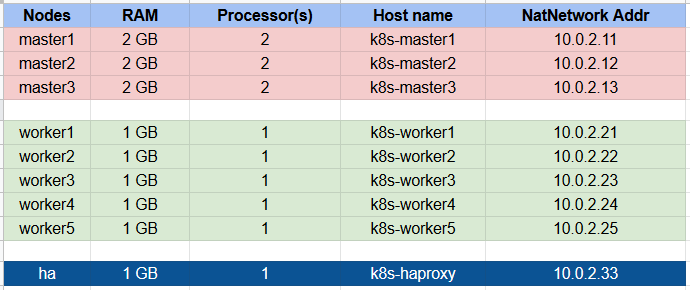 Nodes RAM Processor(s) Host name NatNetwork Addr
master1 2 GB 2 k8s-master1 10.0.2.11
master2 2 GB 2 k8s-master2 10.0.2.12
master3 2 GB 2 k8s-master3 10.0.2.13
worker1 1 GB 1 k8s-worker1 10.0.2.21
worker2 1 GB 1 k8s-worker2 10.0.2.22
worker3 1 GB 1 k8s-worker3 10.0.2.23
worker4 1 GB 1 k8s-worker4 10.0.2.24
worker5 1 GB 1 k8s-worker5 10.0.2.25
ha 1 GB 1 k8s-haproxy 10.0.2.33